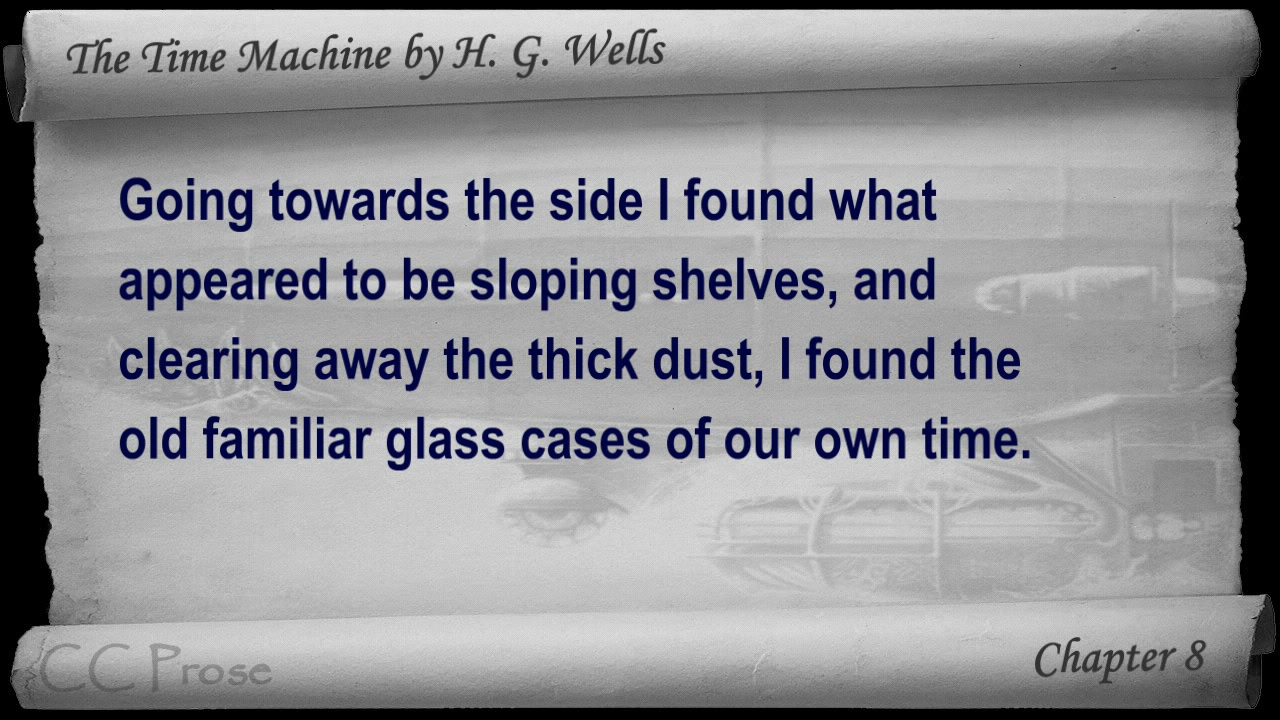 The Time Machine by H. G. Wells
Going towards the side I found what
appeared to be sloping shelves, and
clearing away the thick dust, I found the
old familiar glass cases of our own time.
CC Prose
Chapter 8